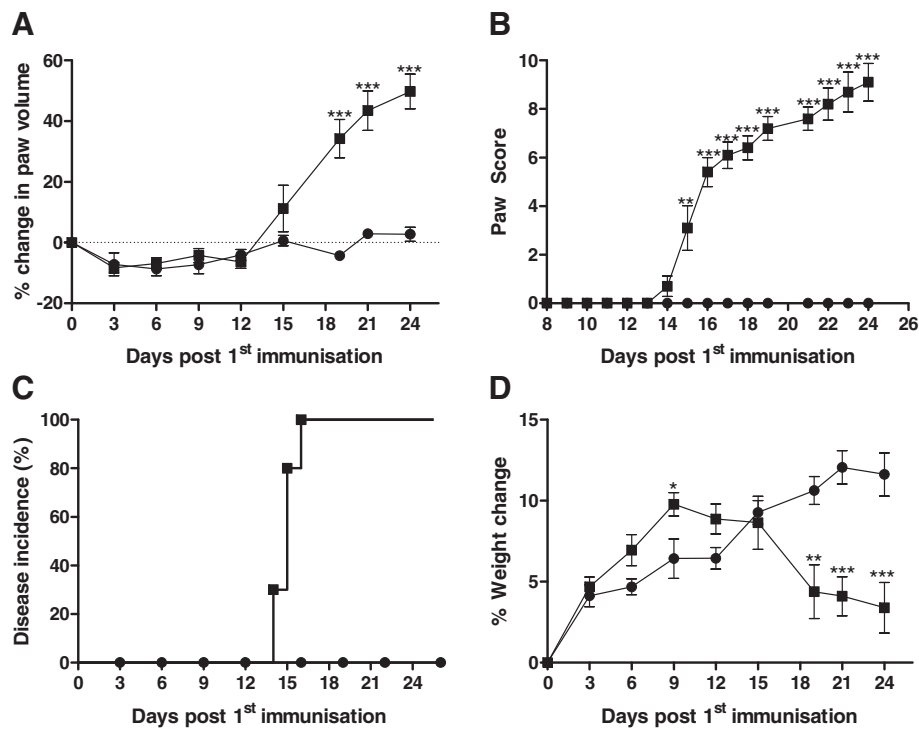 A
% change in paw volume
60
40
20
0
-20
*** *** ***
0 3 6 9 12 15 18 21 24
Days post 1st immunisation
B
Paw Score
10
8
6
4
2
0
** *** *** *** *** *** *** *** ***
8 10 12 14 16 18 20 22 24 26
Days post 1st immunisation
C
Disease incidence (%)
100
80
60
40
20
0
0 3 6 9 12 15 18 21 24
Days post 1st immunisation
D
% Weight change
15
10
5
0
* ** *** ***
0 3 6 9 12 15 18 21 24
Days post 1st immunisation